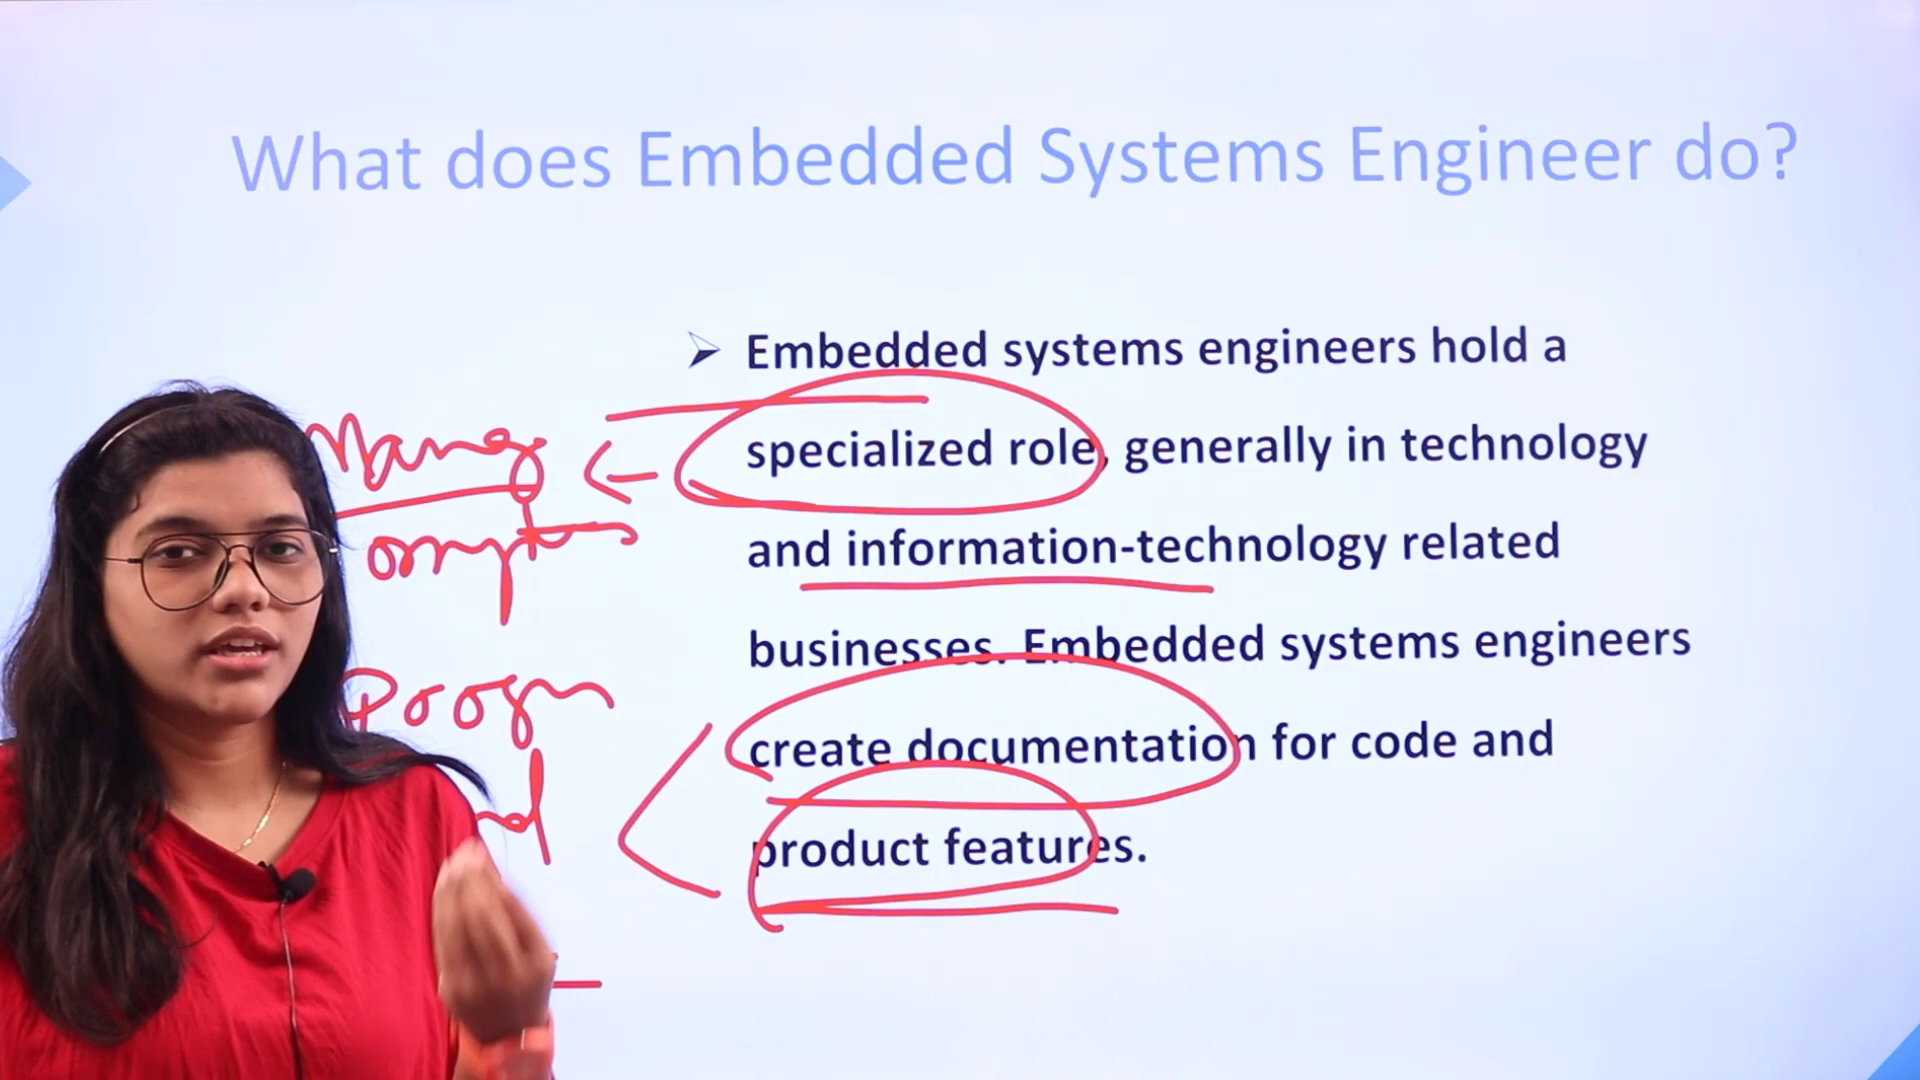 What does Embedded Systems Engineer do?
➢ Embedded systems engineers hold a
specialized role, generally in technology
and information-technology related
businesses. Embedded systems engineers
create documentation for code and
product features.